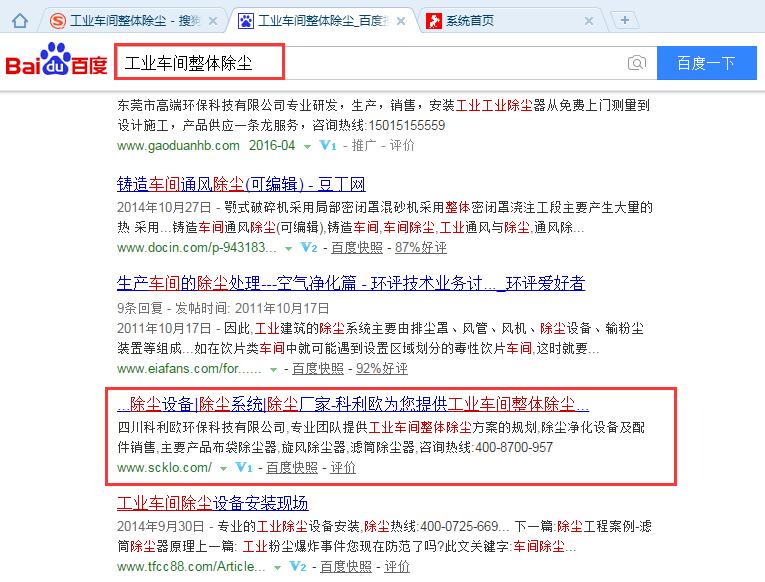 工业车间整体除尘 - 搜狗 工业车间整体除尘_百度搜 系统首页
Baidu百度 工业车间整体除尘 百度一下
东莞市高端环保科技有限公司专业研发，生产，销售，安装工业工业除尘器从免费上门测量到
设计施工，产品供应一条龙服务，咨询热线:15015155559
www.gaoduanhb.com 2016-04 V1 - 推广 - 评价
铸造车间通风除尘(可编辑) - 豆丁网
2014年10月27日 - 颚式破碎机采用局部密闭罩混砂机采用整体密闭罩浇注工段主要产生大量的
热 采用...铸造车间通风除尘(可编辑),铸造车间,车间除尘,工业通风与除尘,通风除...
www.docin.com/p-943183... V2 - 百度快照 - 87%好评
生产车间的除尘处理---空气净化篇 - 环评技术业务讨..._环评爱好者
9条回复 - 发帖时间: 2011年10月17日
2011年10月17日 - 因此,工业建筑的除尘系统主要由排尘罩、风管、风机、除尘设备、输粉尘
装置等组成...如在饮片类车间中就可能遇到设置区域划分的毒性饮片车间,这时就要...
www.eiafans.com/for...... - 百度快照 - 92%好评
...除尘设备|除尘系统|除尘厂家-科利欧为您提供工业车间整体除尘...
四川科利欧环保科技有限公司,专业团队提供工业车间整体除尘方案的规划,除尘净化设备及配
件销售,主要产品布袋除尘器,旋风除尘器,滤筒除尘器,咨询热线:400-8700-957
www.scklo.com/ V1 - 百度快照 - 评价
工业车间除尘设备安装现场
2014年9月30日 - 专业的工业除尘设备安装,除尘热线:400-0725-669... 下一篇:除尘工程案例-滤
筒除尘器原理上一篇: 工业粉尘爆炸事件您现在防范了吗?此文关键字:车间除尘...
www.tfcc88.com/Article... V2 - 百度快照 - 评价